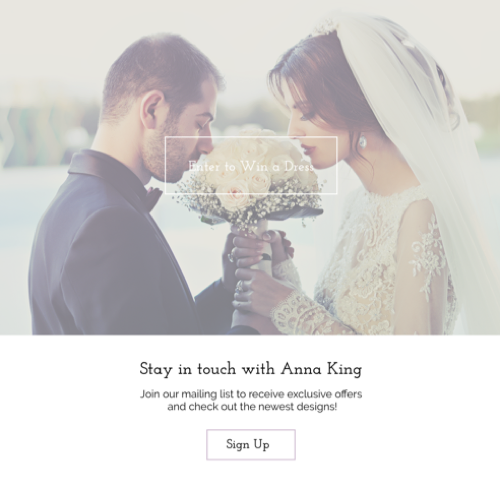 Enter to Win a Dress
Stay in touch with Anna King
Join our mailing list to receive exclusive offers
and check out the newest designs!
Sign Up